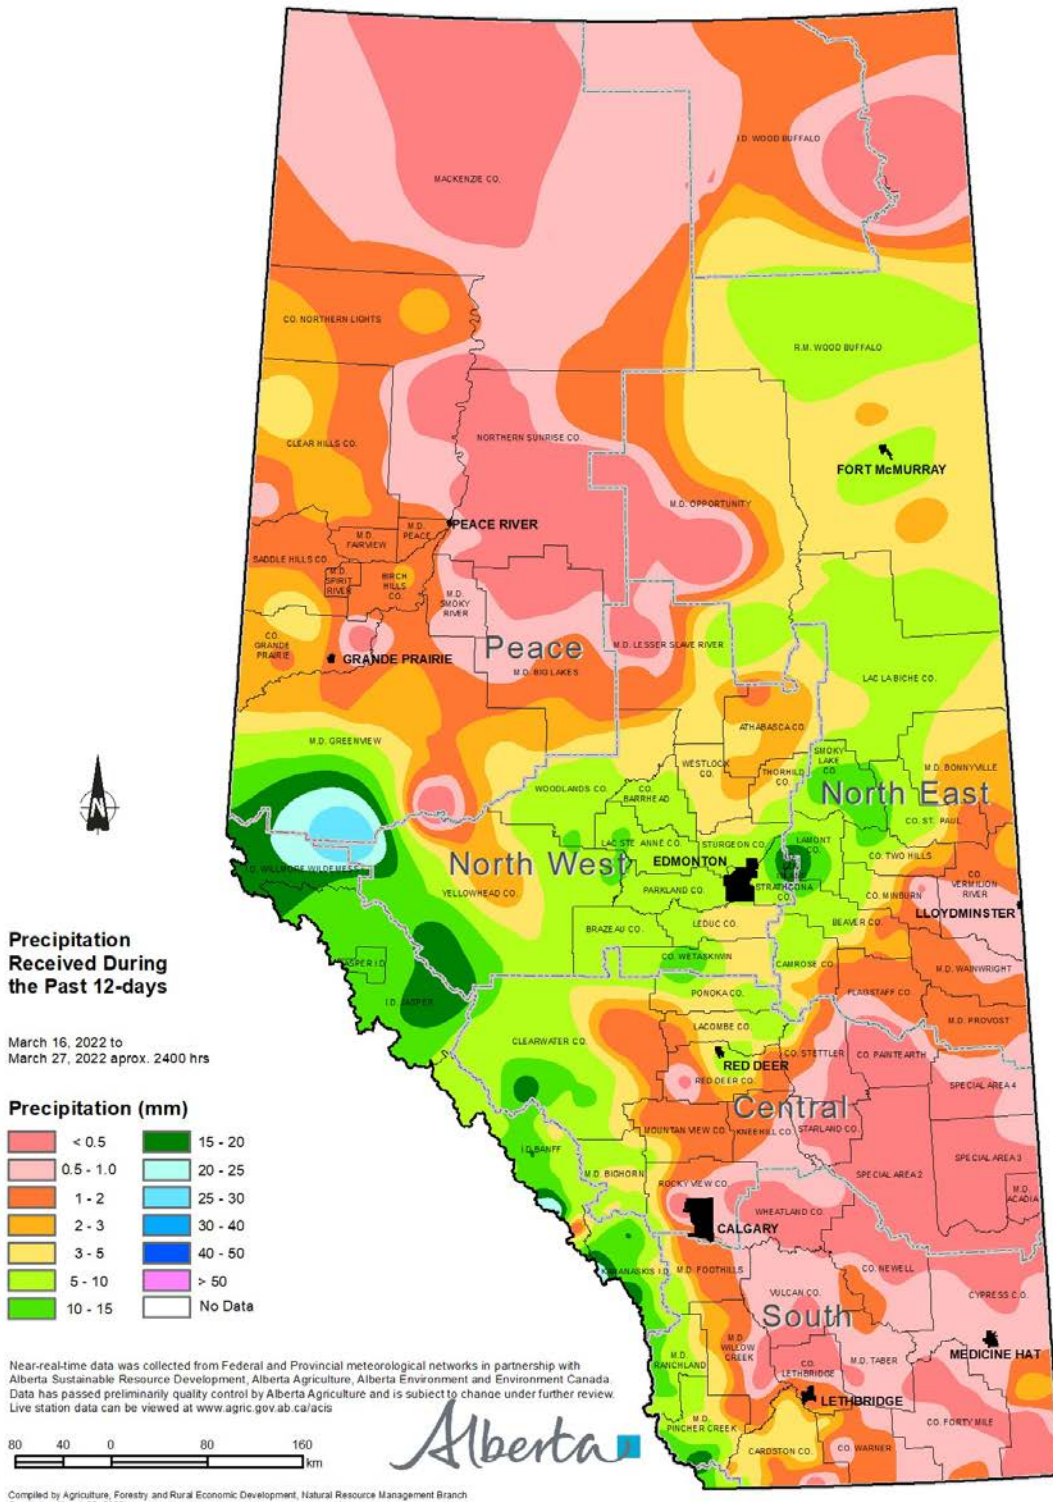 I.D. WOOD BUFFALO
MACKENZIE CO.
CO. NORTHERN LIGHTS
R.M. WOOD BUFFALO
CLEAR HILLS CO.
NORTHERN SUNRISE CO.
FORT McMURRAY
M.D. OPPORTUNITY
PEACE RIVER
M.D.
PEACE
M.D.
FAIRVIEW
SADDLE HILLS CO.
M.D.
SPIRIT
RIVER
BIRCH
HILLS
CO.
M.D.
SMOKY
RIVER
CO.
GRANDE
PRAIRIE
GRANDE PRAIRIE
Peace
M.D. LESSER SLAVE RIVER
M.D. BIG LAKES
LAC LA BICHE CO.
ATHABASCA CO.
M.D. GREENVIEW
SMOKY
LAKE
CO.
M.D. BONNYVILLE
WESTLOCK
CO.
THORHILD
CO.
WOODLANDS CO.
CO.
BARRHEAD
North East
CO. ST. PAUL
N
LAC STE ANNE CO.
STURGEON CO.
LAMONT
CO.
CO. TWO HILLS
North West
EDMONTON
I.D. WILLMORE WILDERNESS
YELLOWHEAD CO.
PARKLAND CO.
STRATHCONA
CO.
CO. MINBURN
CO.
VERMILION
RIVER
LLOYDMINSTER
BRAZEAU CO.
LEDUC CO.
BEAVER CO.
CO. WETASKIWIN
CAMROSE CO.
M.D. WAINWRIGHT
JASPER I.D.
I.D. JASPER
PONOKA CO.
FLAGSTAFF CO.
M.D. PROVOST
LACOMBE CO.
CLEARWATER CO.
RED DEER
CO. STETTLER
CO. PAINTEARTH
RED DEER CO.
SPECIAL AREA 4
Central
MOUNTAIN VIEW CO.
KNEEHILL CO.
STARLAND CO.
I.D. BANFF
M.D. BIGHORN
ROCKY VIEW CO.
SPECIAL AREA 2
SPECIAL AREA 3
M.D.
ACADIA
WHEATLAND CO.
CALGARY
KANANASKIS I.D.
M.D. FOOTHILLS
CO. NEWELL
VULCAN CO.
CYPRESS C.O.
South
M.D.
WILLOW
CREEK
M.D.
RANCHLAND
MEDICINE HAT
CO.
LETHBRIDGE
M.D. TABER
LETHBRIDGE
M.D.
PINCHER CREEK
CO. FORTY MILE
CARDSTON CO.
CO. WARNER
Precipitation
Received During
the Past 12-days
March 16, 2022 to
March 27, 2022 aprox. 2400 hrs
Precipitation (mm)
< 0.5
15 - 20
0.5 - 1.0
20 - 25
1 - 2
25 - 30
2 - 3
30 - 40
3 - 5
40 - 50
5 - 10
> 50
10 - 15
No Data
Near-real-time data was collected from Federal and Provincial meteorological networks in partnership with
Alberta Sustainable Resource Development, Alberta Agriculture, Alberta Environment and Environment Canada.
Data has passed preliminarily quality control by Alberta Agriculture and is subject to change under further review.
Live station data can be viewed at www.agric.gov.ab.ca/acis
80 40 0 80 160
km
Alberta
Compiled by Agriculture, Forestry and Rural Economic Development, Natural Resource Management Branch